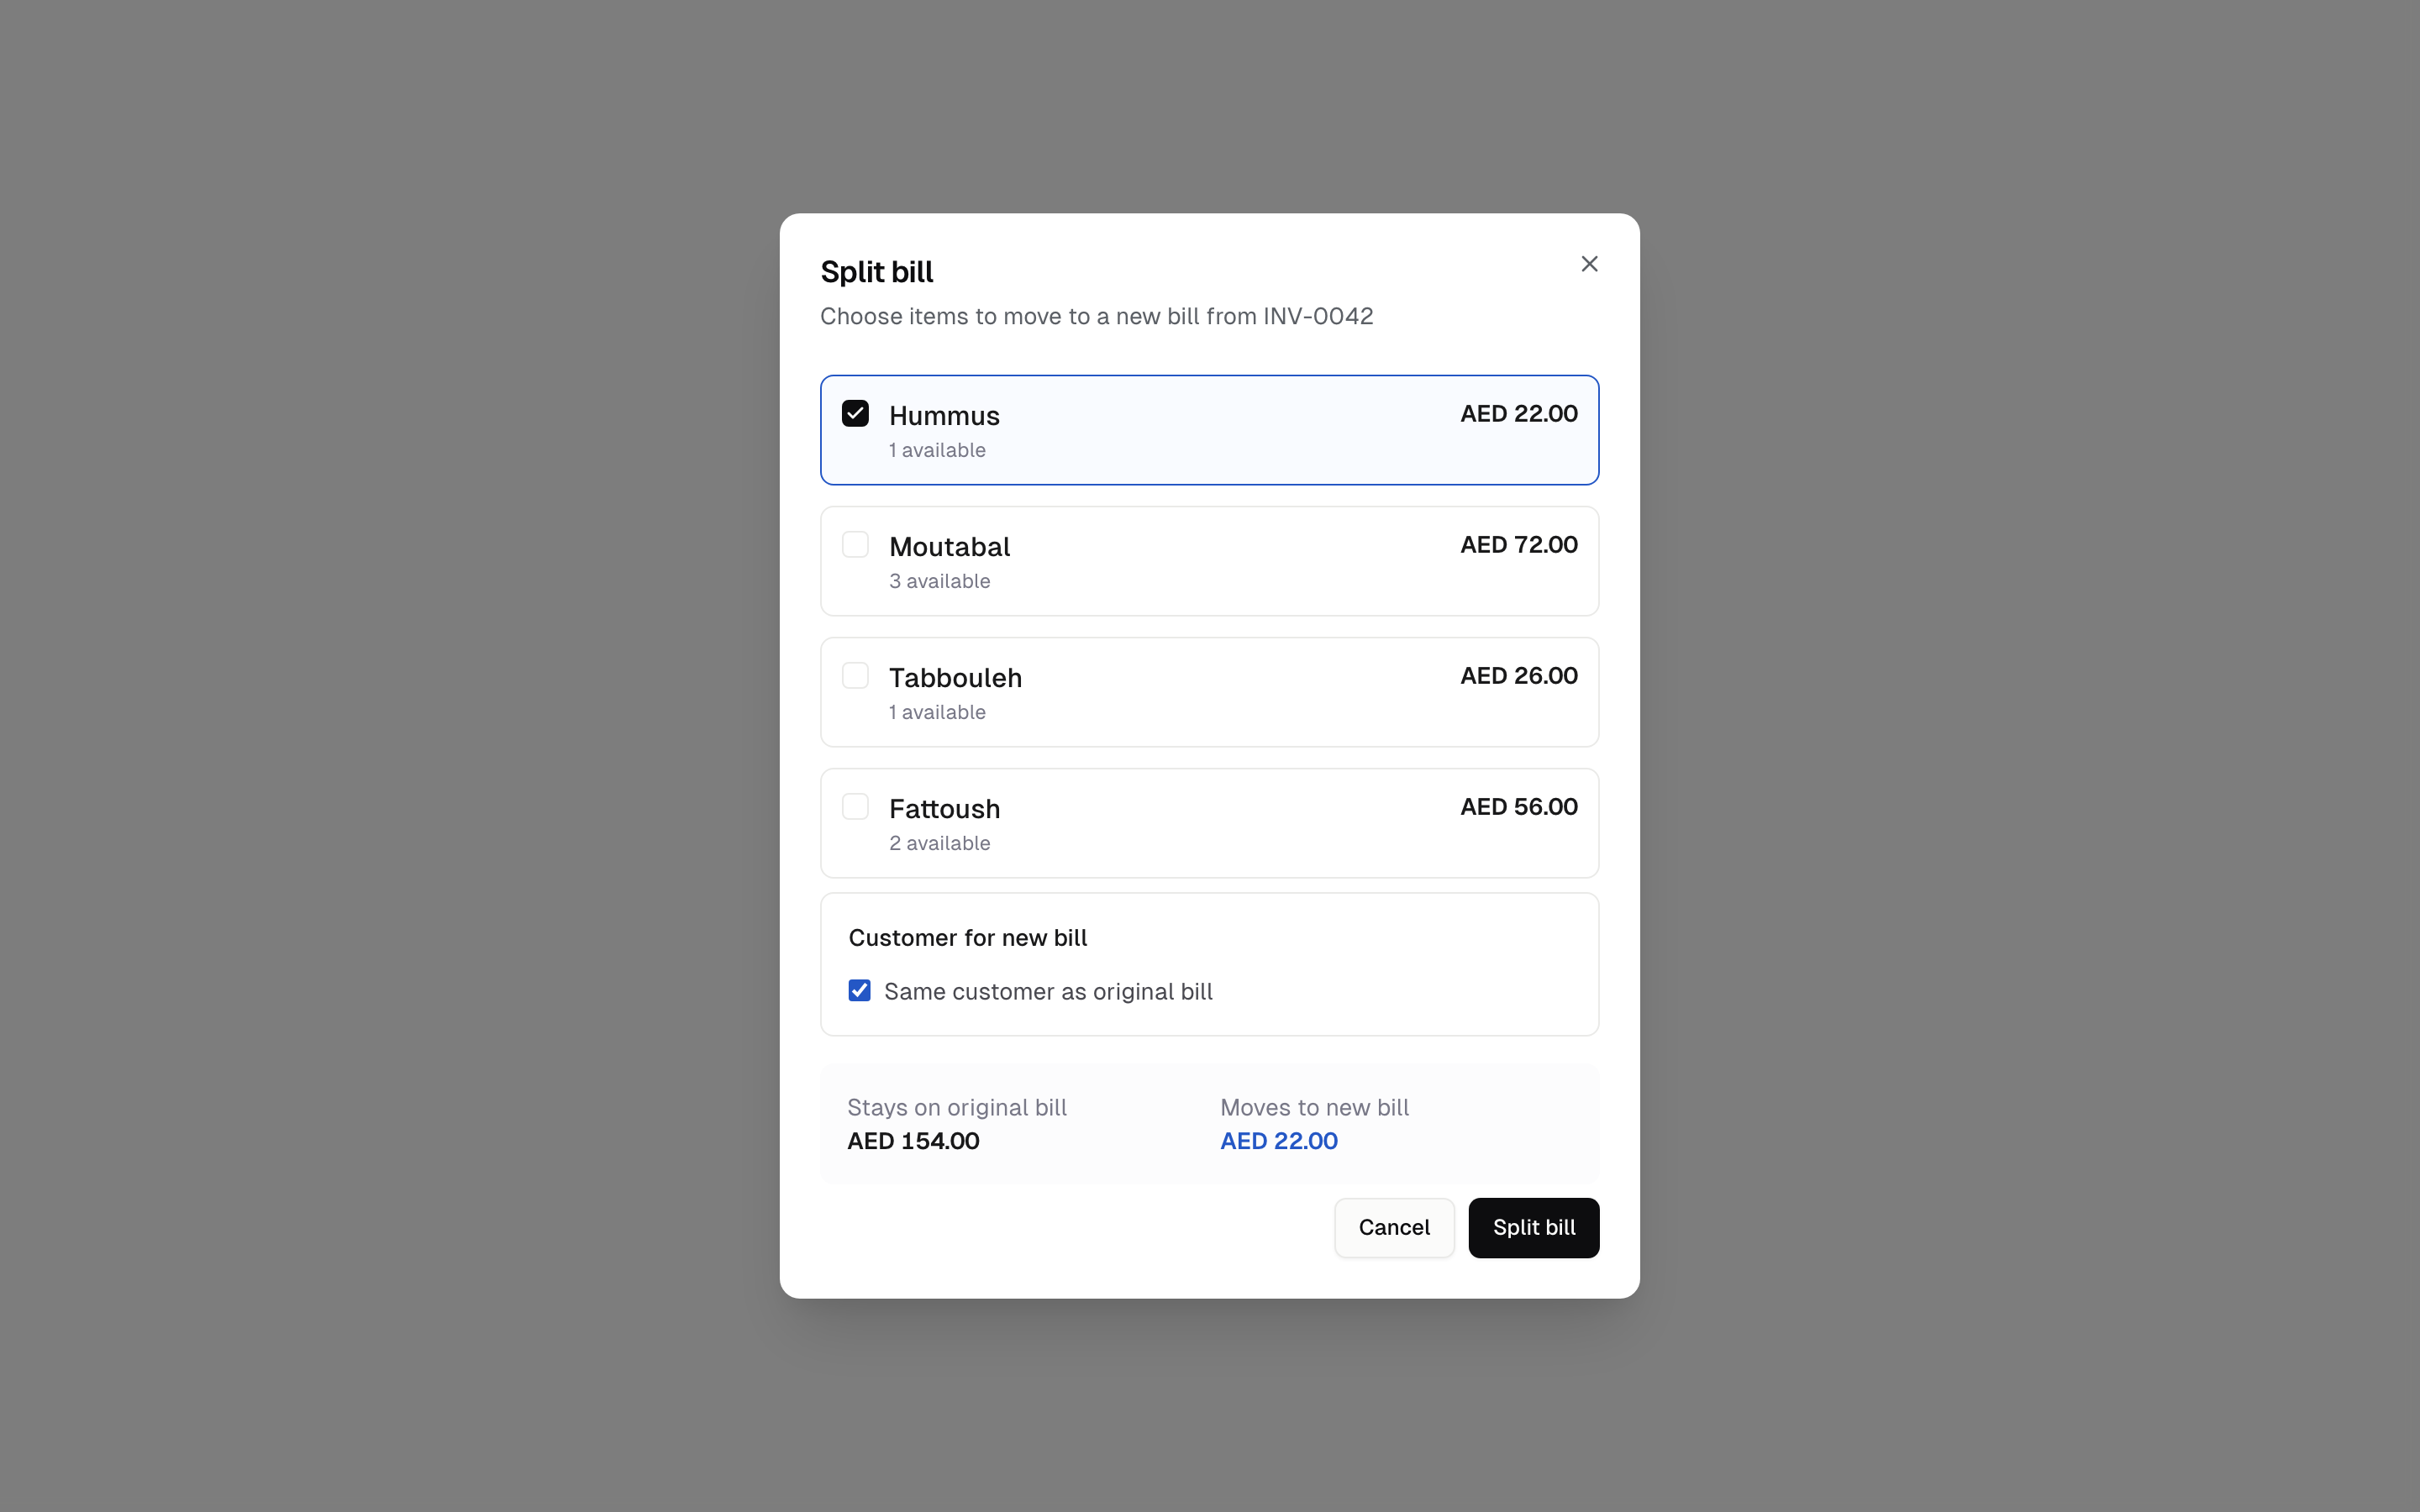 Split bill
Choose items to move to a new bill from INV-0042
Hummus
AED 22.00
1 available
Moutabal
AED 72.00
3 available
Tabbouleh
AED 26.00
1 available
Fattoush
AED 56.00
2 available
Customer for new bill
Same customer as original bill
Stays on original bill
AED 154.00
Moves to new bill
AED 22.00
Cancel
Split bill